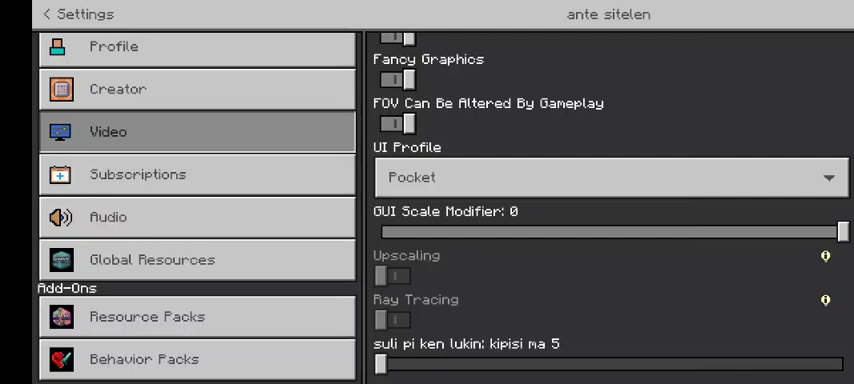 Settings
ante sitelen
Profile
Creator
Video
Subscriptions
Audio
Global Resources
Add-Ons
Resource Packs
Behavior Packs
Fancy Graphics
FOV Can Be Altered By Gameplay
UI Profile
Pocket
GUI Scale Modifier: 0
Upscaling
Ray Tracing
suli pi ken lukin: kipisi ma 5